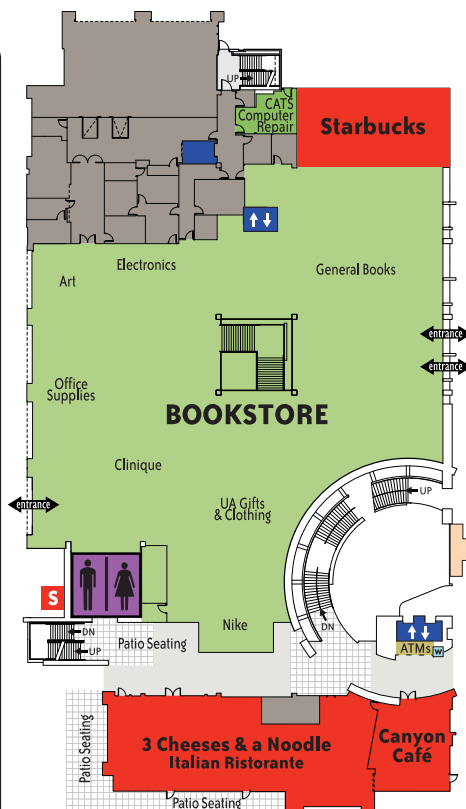 UP
CATS
Computer
Repair
Starbucks
Electronics
General Books
Art
entrance
entrance
Office
Supplies
BOOKSTORE
Clinique
UP
UA Gifts
& Clothing
entrance
S
DN
Nike
DN
UP
Patio Seating
ATMs W
Patio Seating
3 Cheeses & a Noodle
Italian Ristorante
Canyon
Café
Patio Seating